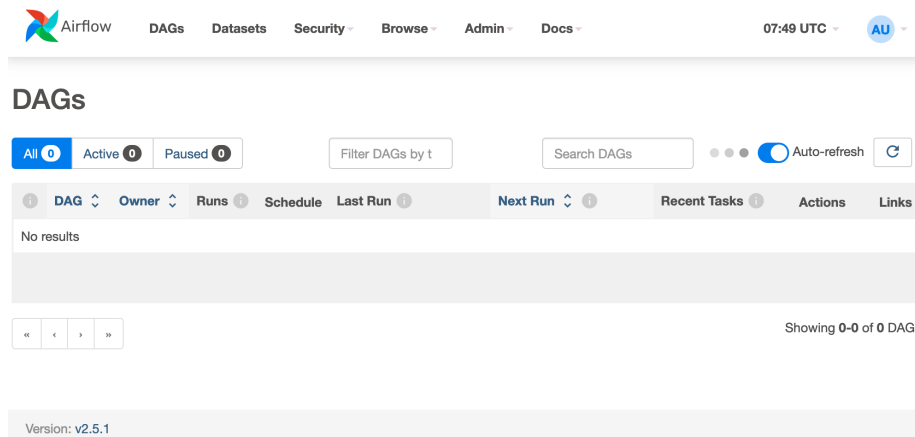 Airflow DAGs Datasets Security Browse Admin Docs 07:49 UTC AU
DAGs
All 0 Active 0 Paused 0 Filter DAGs by t Search DAGs Auto-refresh
DAG Owner Runs Schedule Last Run Next Run Recent Tasks Actions Links
No results
« ‹ › » Showing 0-0 of 0 DAG
Version: v2.5.1